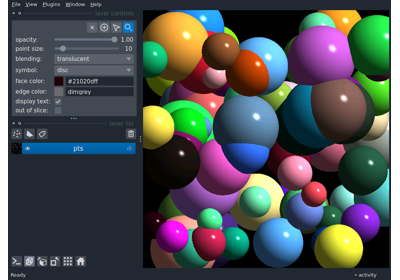 File View Plugins Window Help
layer controls
opacity: 1.00
point size: 10
blending: translucent
symbol: disc
face color: #21020dff
edge color: dimgrey
display text:
out of slice:
layer list
pts
Ready
activity